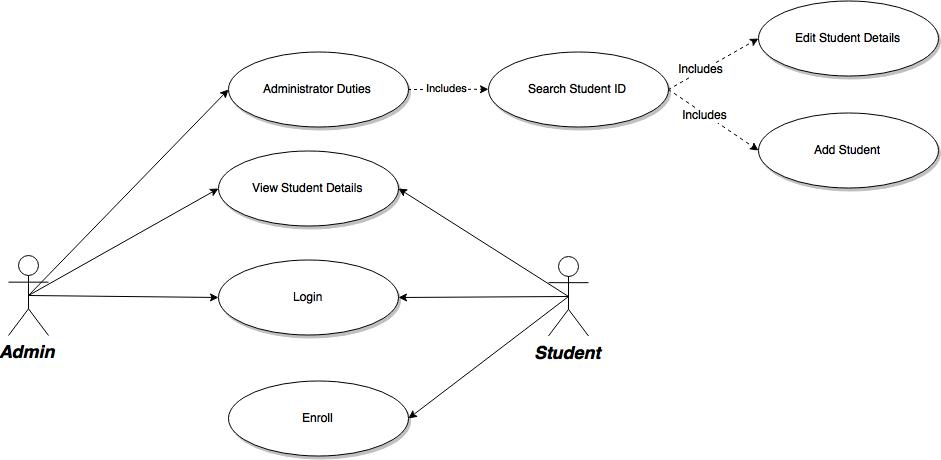 Edit Student Details
Administrator Duties
Includes
Search Student ID
Includes
Includes
Add Student
View Student Details
Login
Admin
Student
Enroll